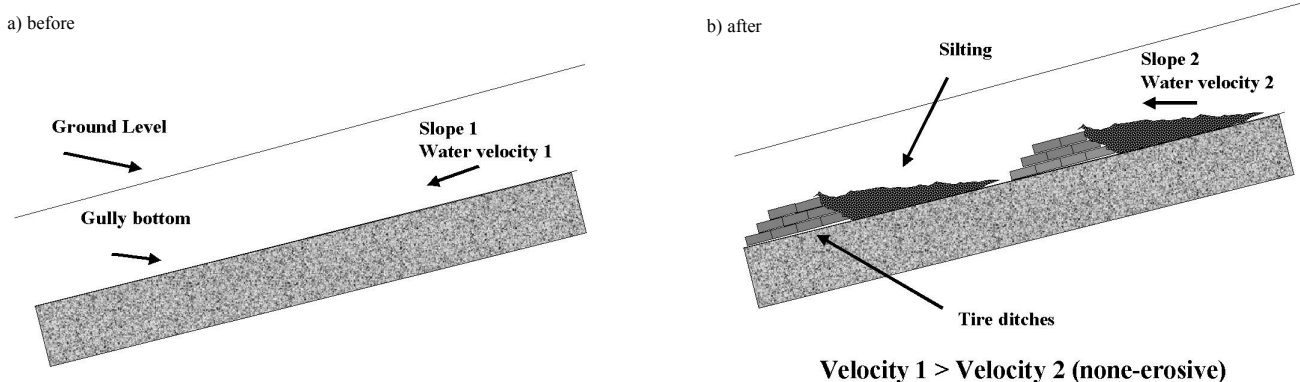 a) before
Ground Level
Slope 1
Water velocity 1
Gully bottom
b) after
Silting
Slope 2
Water velocity 2
Tire ditches
Velocity 1 > Velocity 2 (none-erosive)